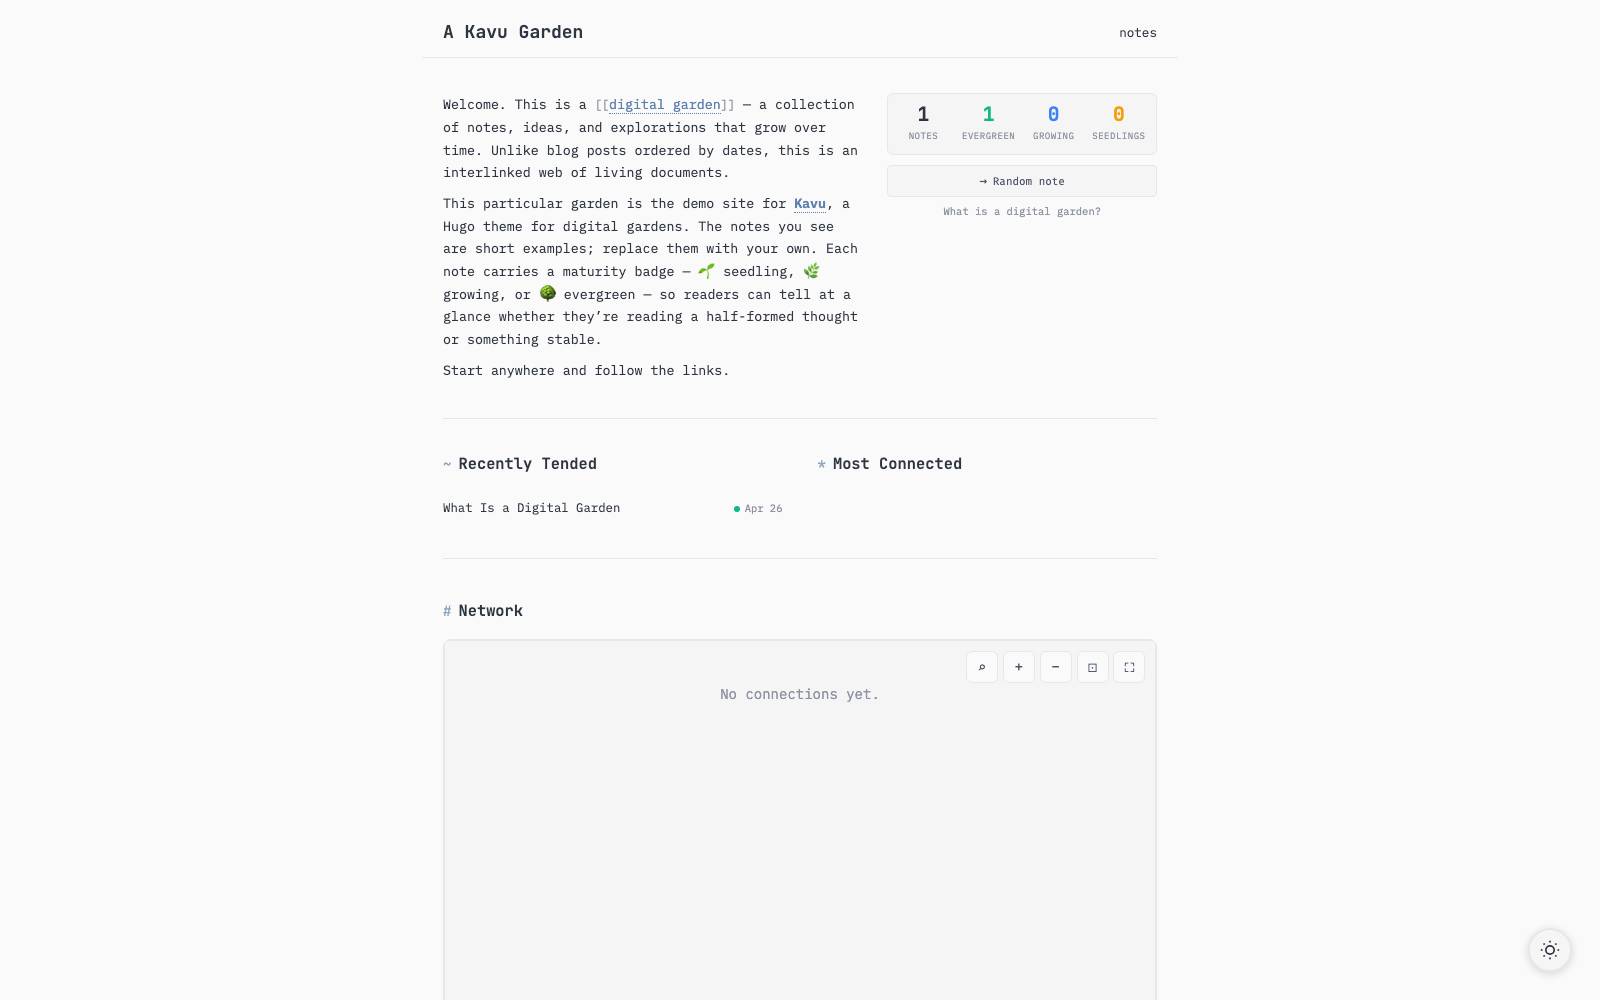 A Kavu Garden
notes
Welcome. This is a [[digital garden]] — a collection
of notes, ideas, and explorations that grow over
time. Unlike blog posts ordered by dates, this is an
interlinked web of living documents.
This particular garden is the demo site for Kavu, a
Hugo theme for digital gardens. The notes you see
are short examples; replace them with your own. Each
note carries a maturity badge — 🌱 seedling, 🌿
growing, or 🌳 evergreen — so readers can tell at a
glance whether they’re reading a half-formed thought
or something stable.
Start anywhere and follow the links.
1 1 0 0
NOTES EVERGREEN GROWING SEEDLINGS
→ Random note
What is a digital garden?
~ Recently Tended
What Is a Digital Garden Apr 26
* Most Connected
# Network
+ −
No connections yet.